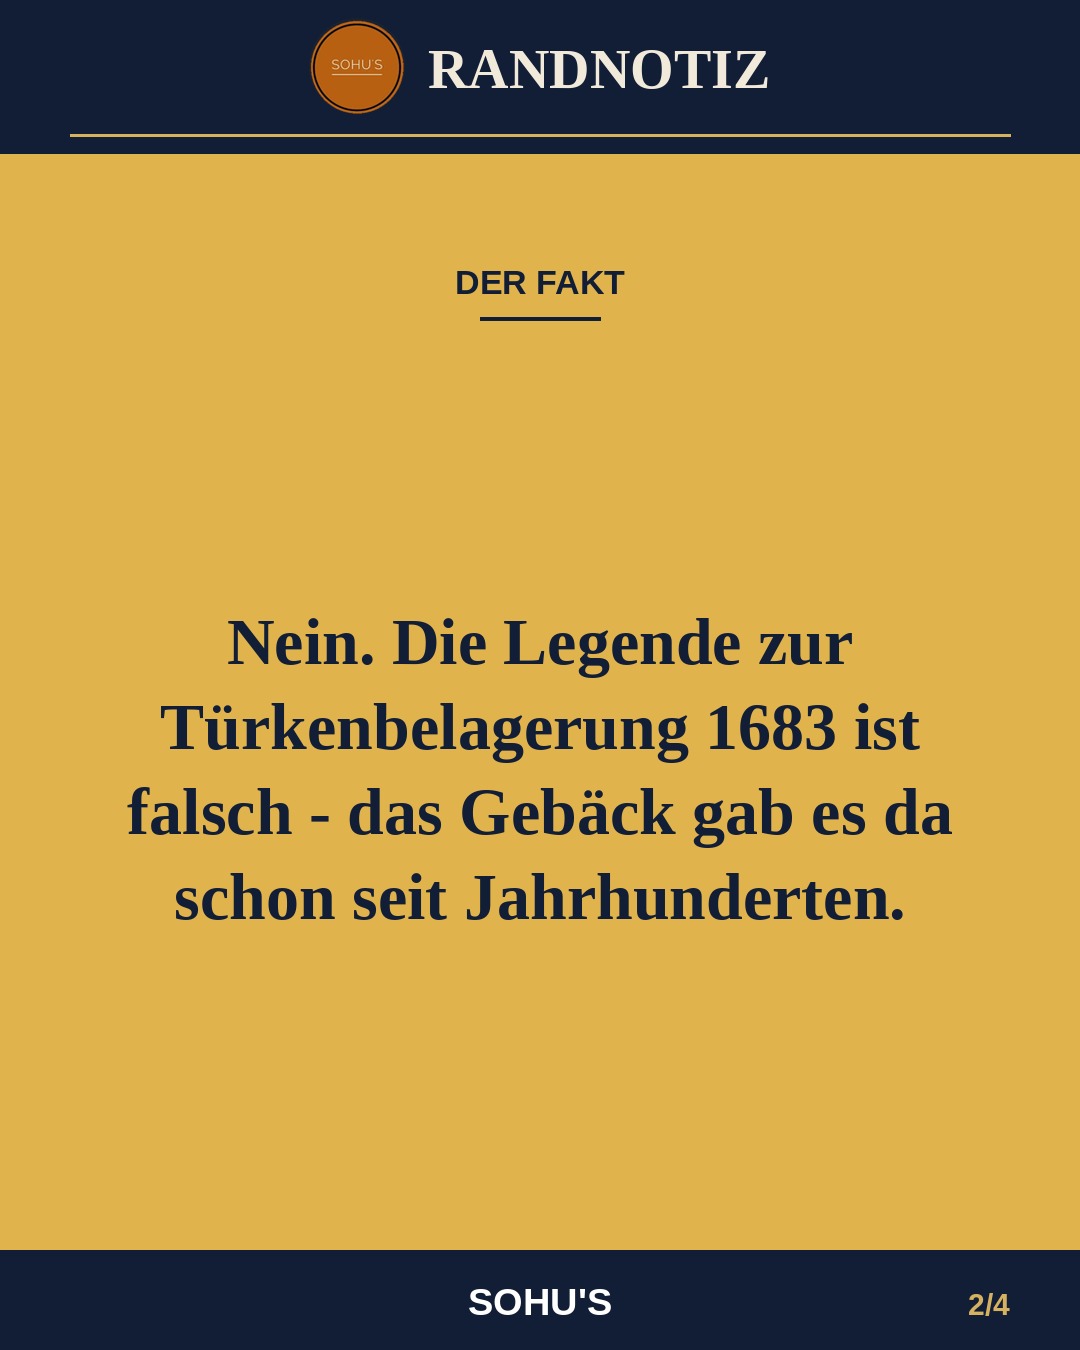 SOHU'S
RANDNOTIZ
DER FAKT
Nein. Die Legende zur
Türkenbelagerung 1683 ist
falsch - das Gebäck gab es da
schon seit Jahrhunderten.
SOHU'S
2/4